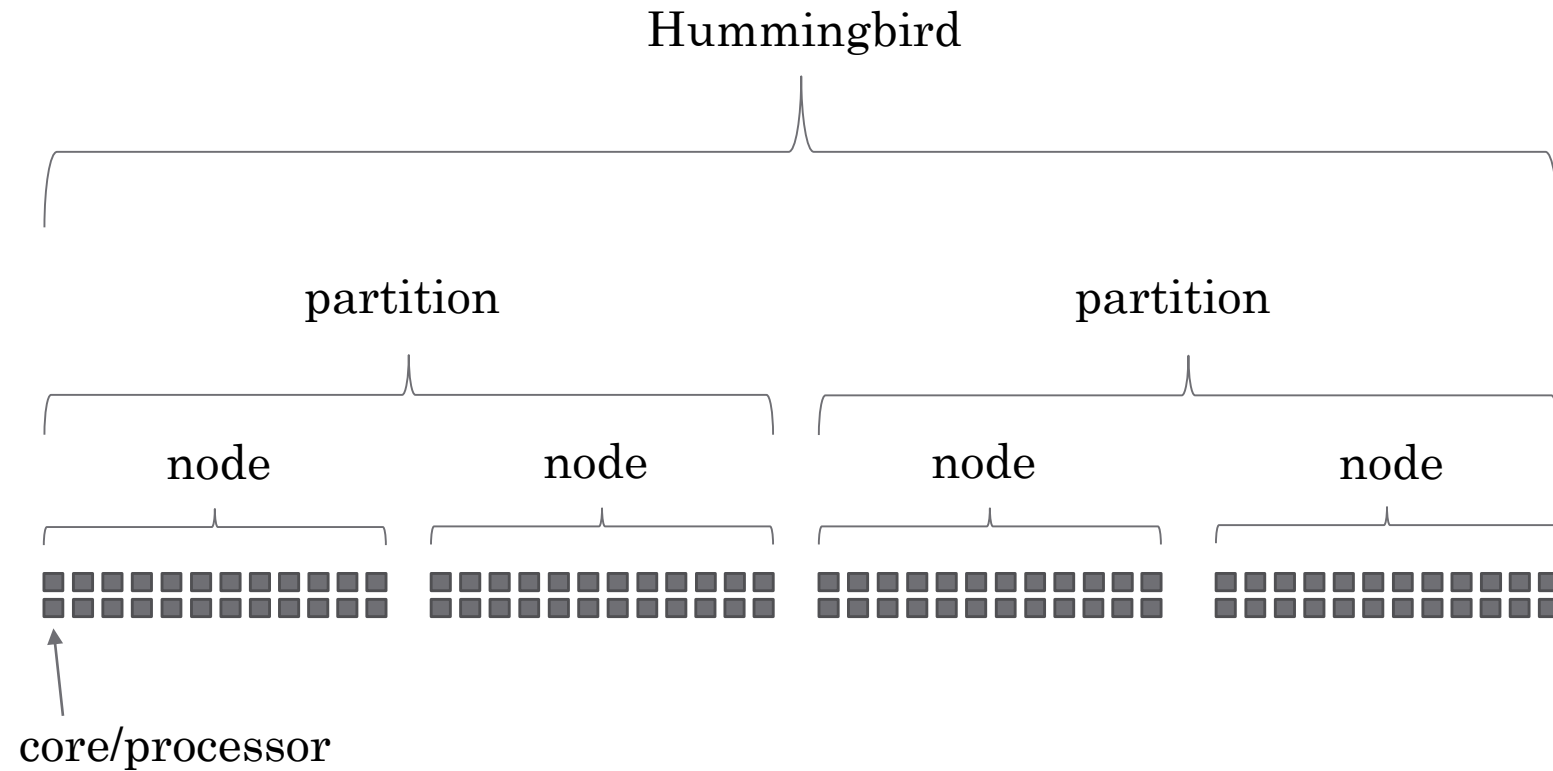 Hummingbird
partition
partition
node
node
node
node
core/processor